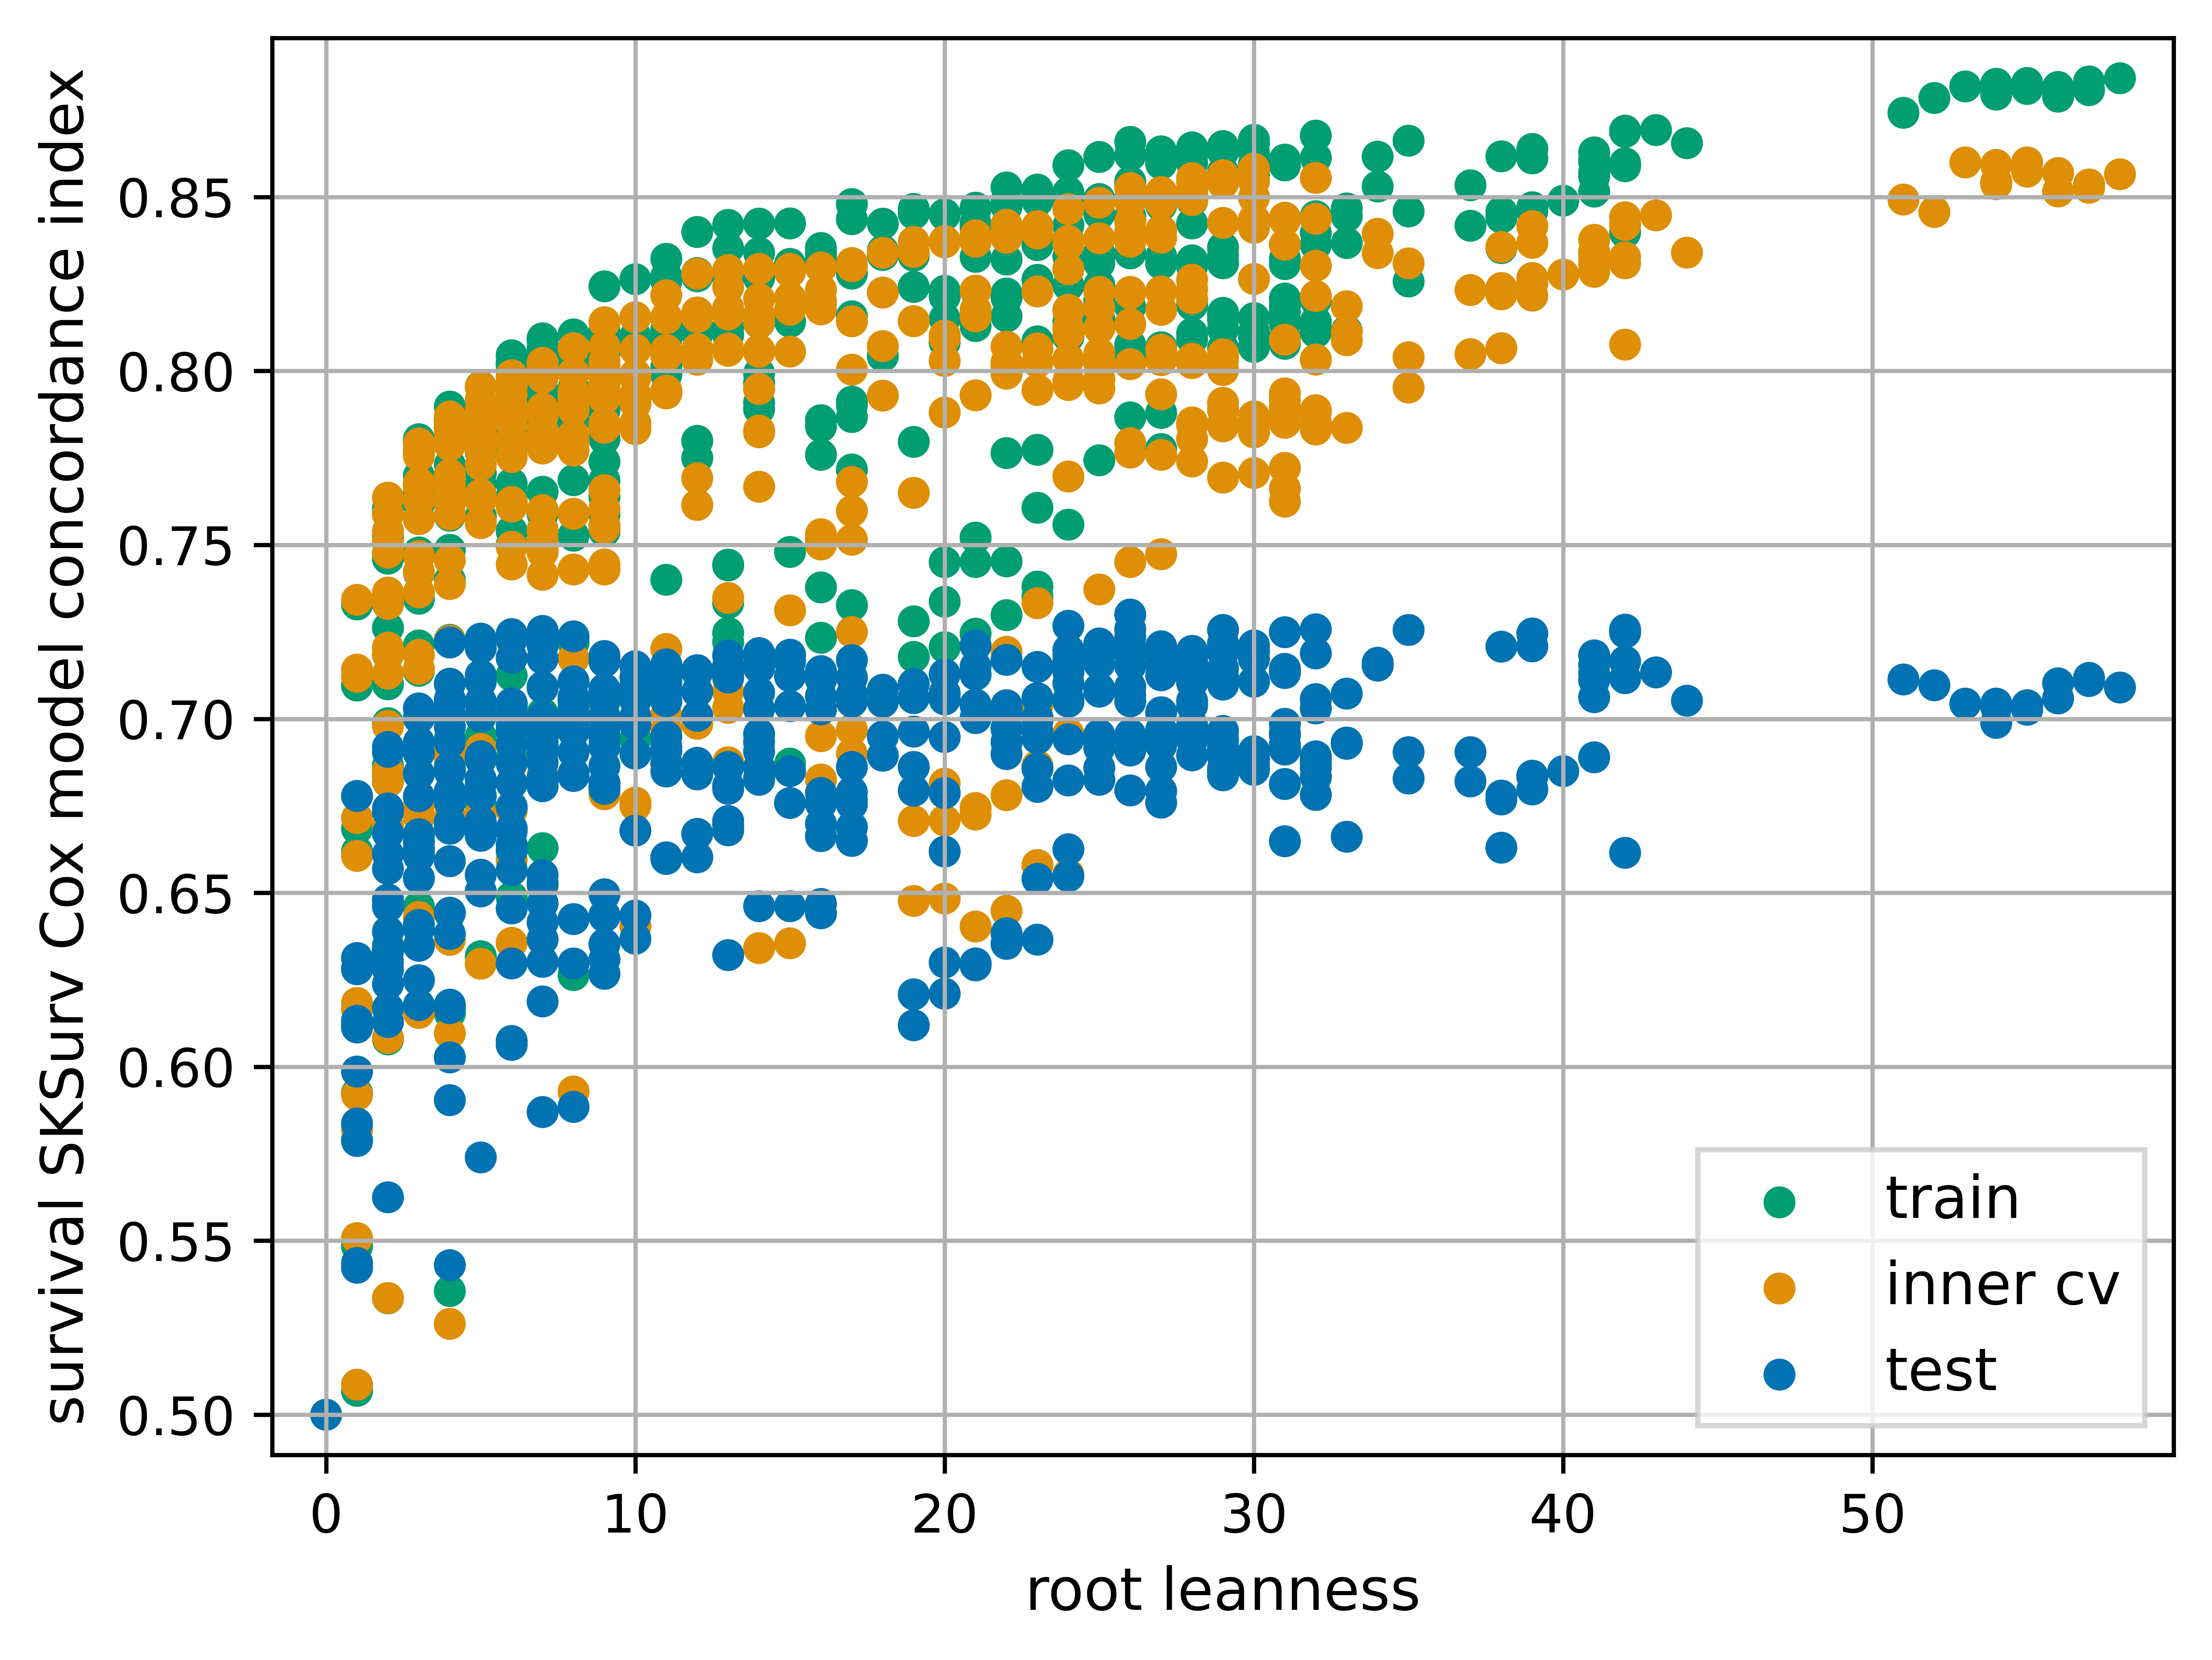 survival SKSurv Cox model concordance index
0.85
0.80
0.75
0.70
0.65
0.60
0.55
0.50
train
inner cv
test
0 10 20 30 40 50
root leanness